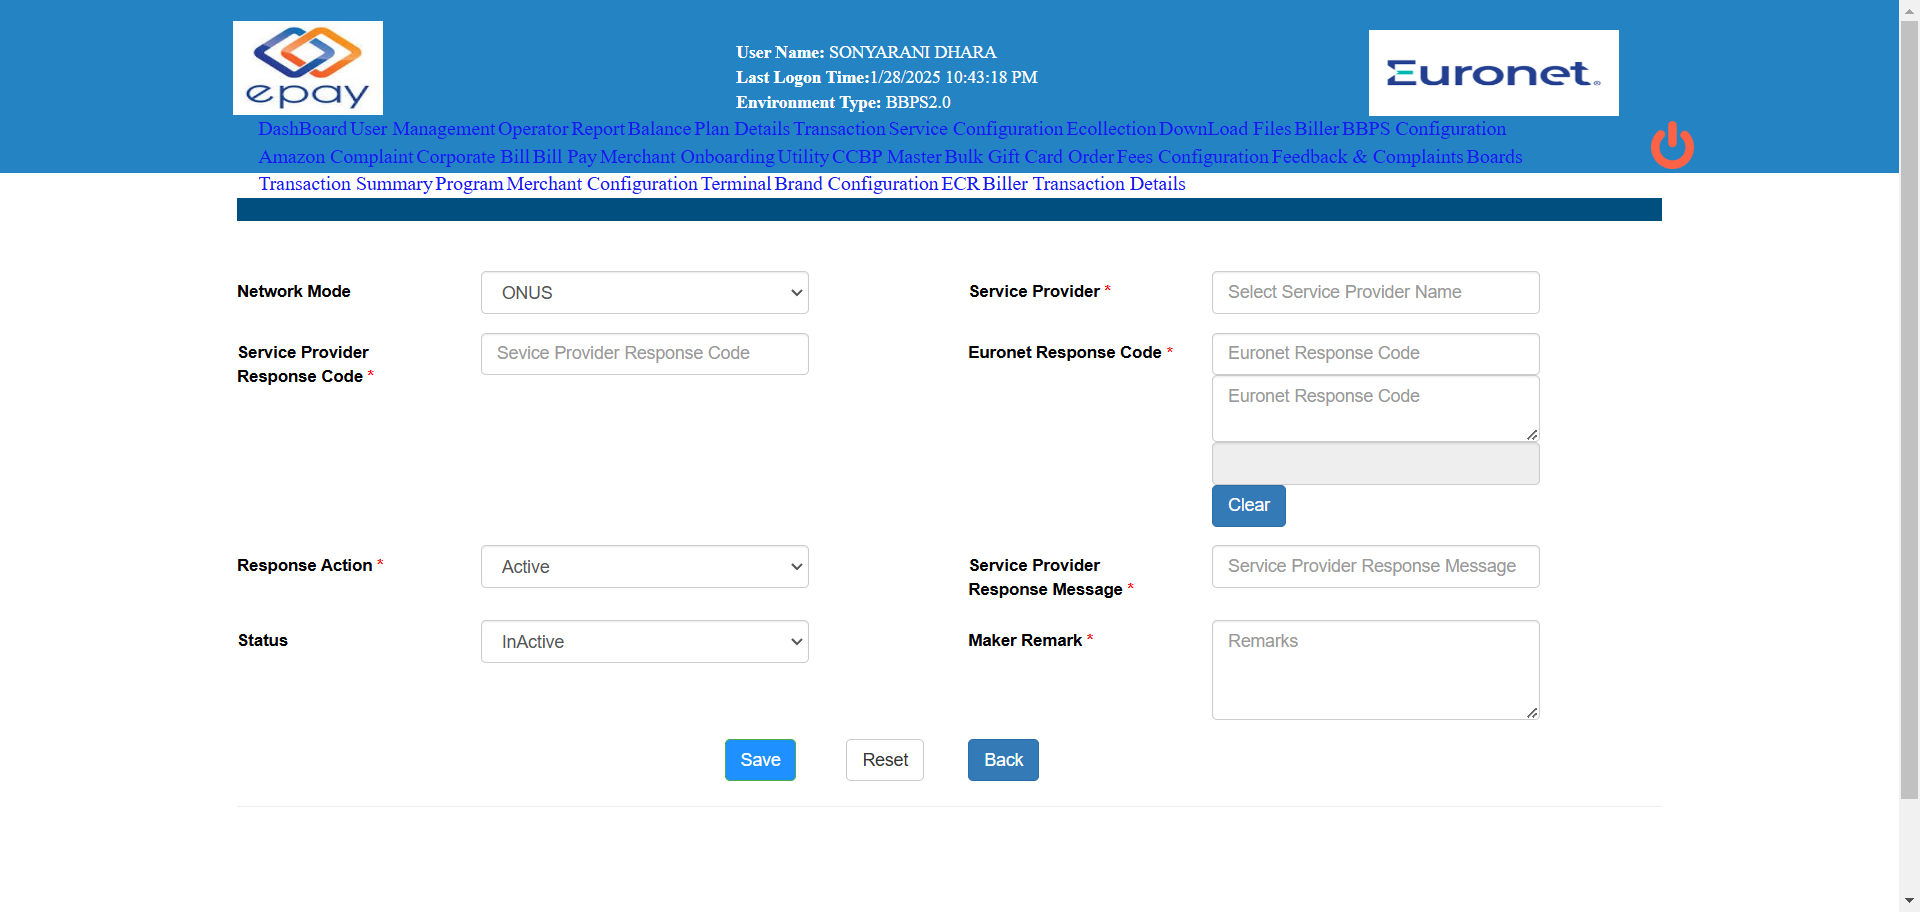 epay
User Name: SONYARANI DHARA
Last Logon Time:1/28/2025 10:43:18 PM
Environment Type: BBPS2.0
Euronet®
DashBoard User Management Operator Report Balance Plan Details Transaction Service Configuration Ecollection DownLoad Files Biller BBPS Configuration
Amazon Complaint Corporate Bill Bill Pay Merchant Onboarding Utility CCBP Master Bulk Gift Card Order Fees Configuration Feedback & Complaints Boards
Transaction Summary Program Merchant Configuration Terminal Brand Configuration ECR Biller Transaction Details
Network Mode ONUS Service Provider * Select Service Provider Name
Service Provider
Response Code *
Sevice Provider Response Code
Euronet Response Code * Euronet Response Code
Euronet Response Code
Clear
Response Action * Active
Service Provider
Response Message *
Service Provider Response Message
Status InActive Maker Remark * Remarks
Save Reset Back